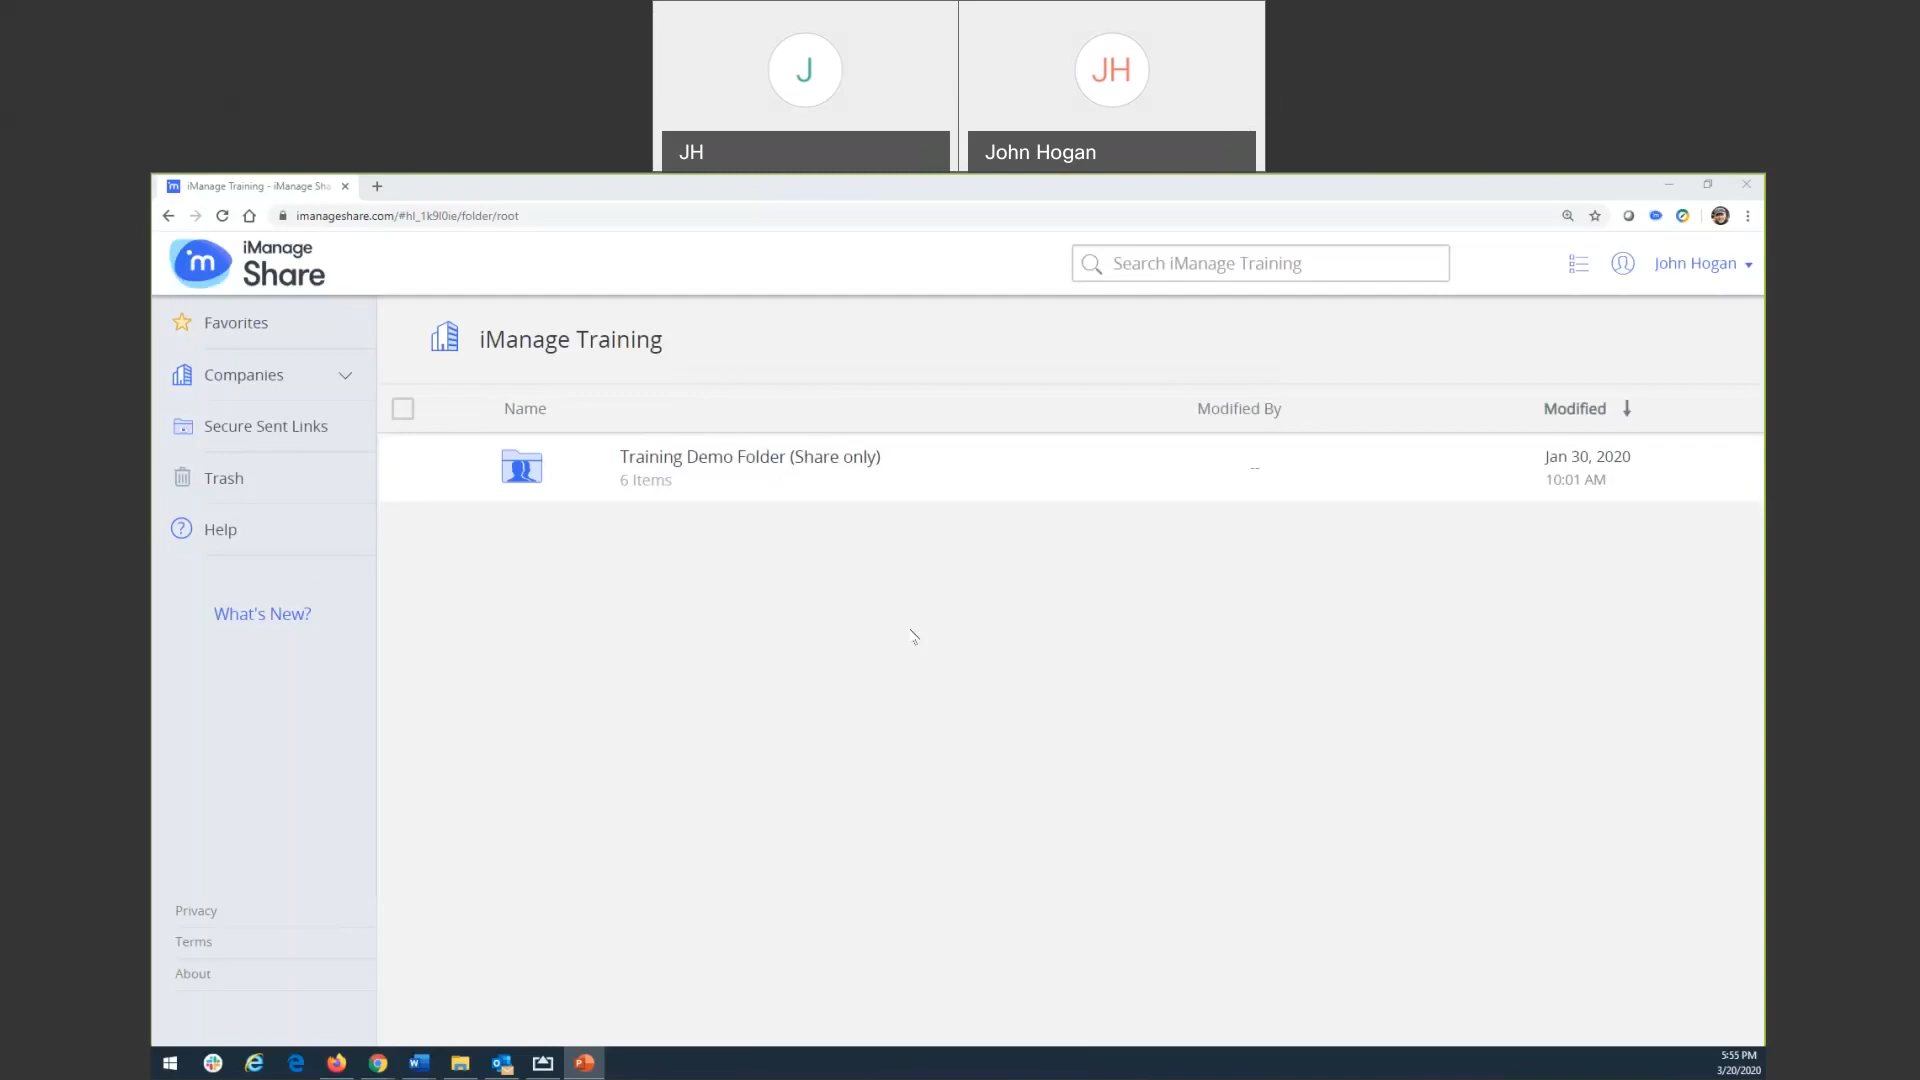 J
JH
JH
John Hogan
iManage Training - iManage Sha
imanageshare.com/#hl_1k9l0ie/folder/root
m
iManage
Share
Search iManage Training
John Hogan
Favorites
Companies
Secure Sent Links
Trash
Help
What's New?
Privacy
Terms
About
iManage Training
Name
Modified By
Modified
Training Demo Folder (Share only)
6 Items
--
Jan 30, 2020
10:01 AM
5:55 PM
3/20/2020